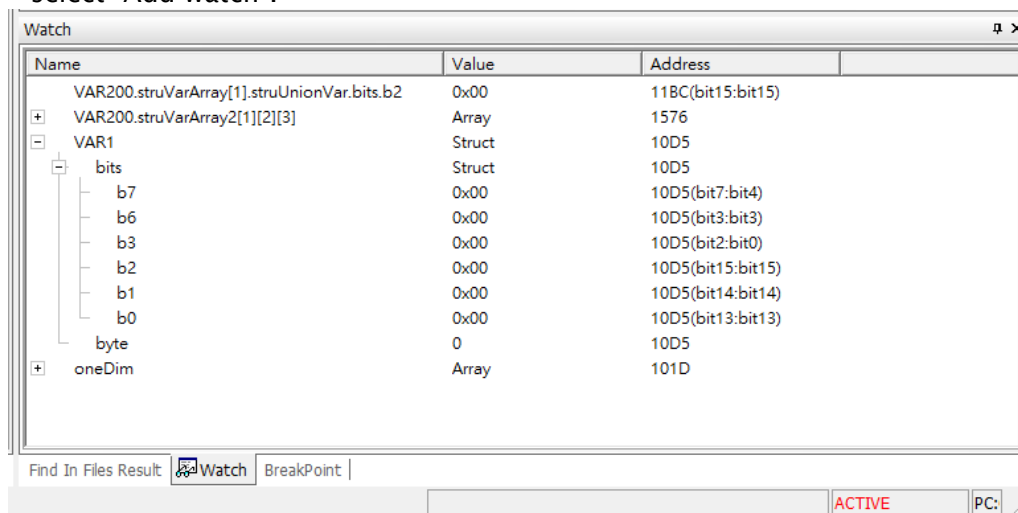 select "Add watch".
Watch
Name Value Address
VAR200.struVarArray[1].struUnionVar.bits.b2 0x00 11BC(bit15:bit15)
VAR200.struVarArray2[1][2][3] Array 1576
VAR1 Struct 10D5
bits Struct 10D5
b7 0x00 10D5(bit7:bit4)
b6 0x00 10D5(bit3:bit3)
b3 0x00 10D5(bit2:bit0)
b2 0x00 10D5(bit15:bit15)
b1 0x00 10D5(bit14:bit14)
b0 0x00 10D5(bit13:bit13)
byte 0 10D5
oneDim Array 101D
Find In Files Result Watch BreakPoint
ACTIVE PC: